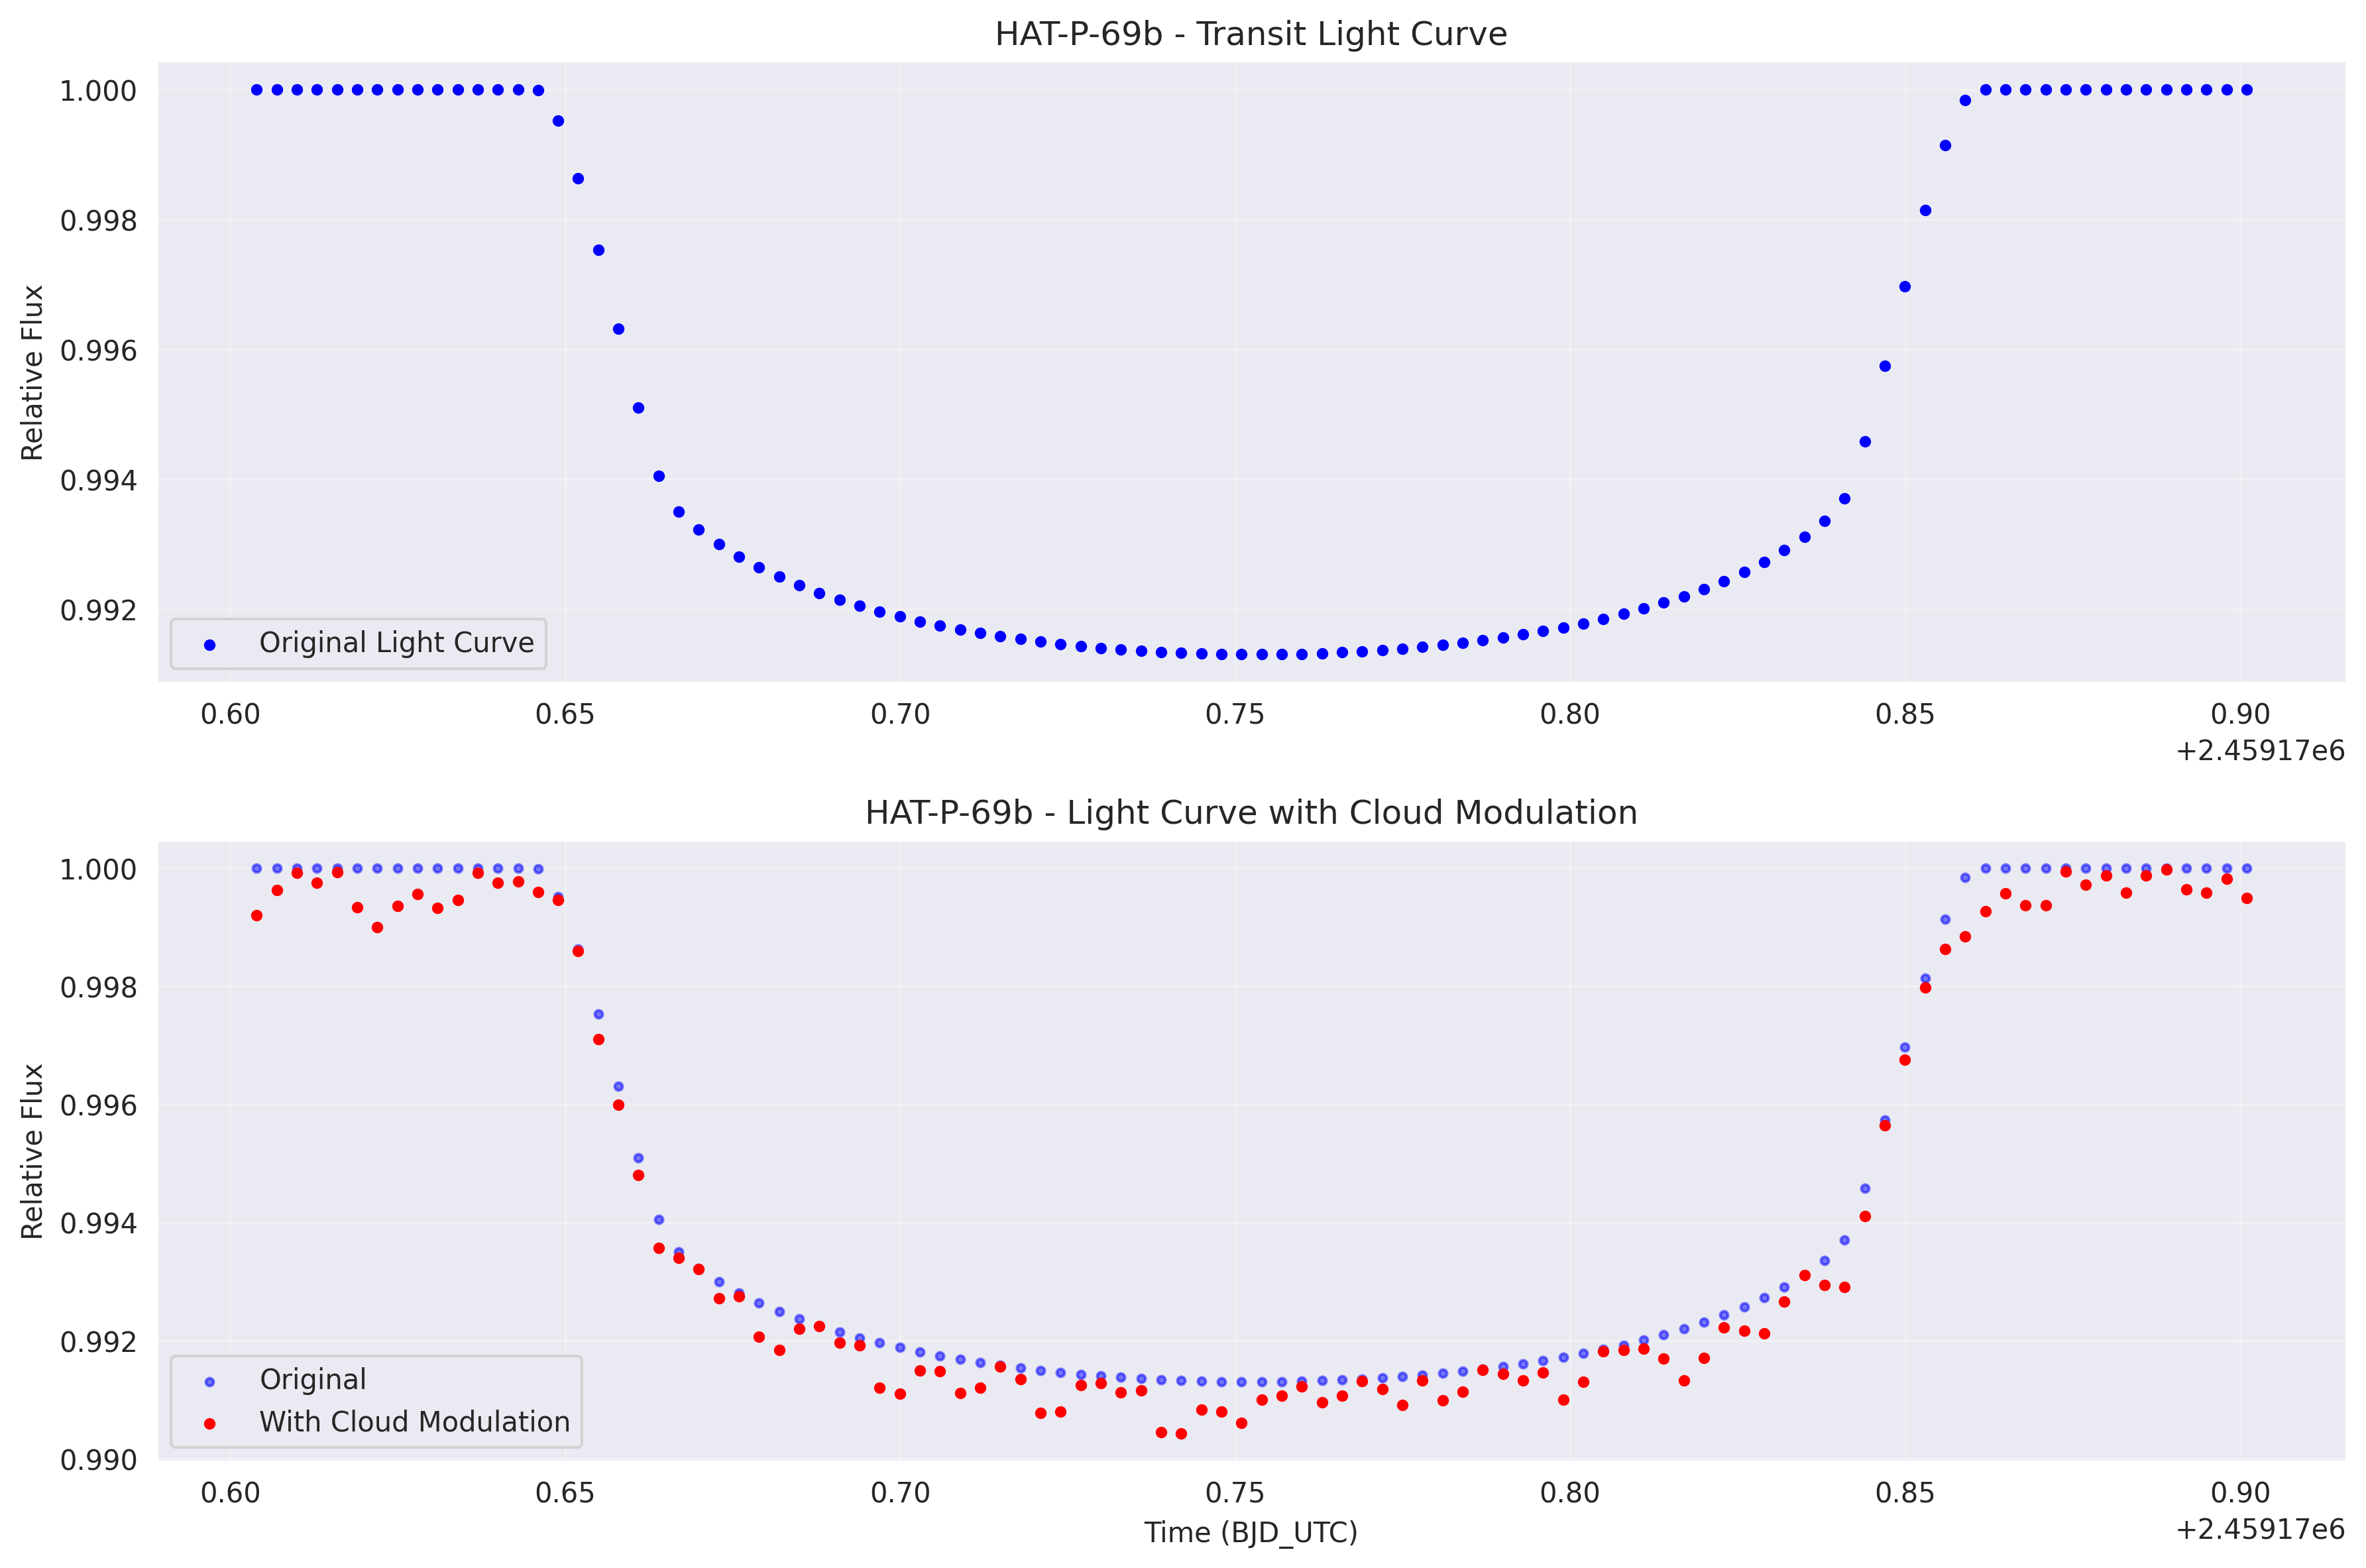 HAT-P-69b - Transit Light Curve
Relative Flux
1.000
0.998
0.996
0.994
0.992
Original Light Curve
0.60 0.65 0.70 0.75 0.80 0.85 0.90
+2.45917e6
HAT-P-69b - Light Curve with Cloud Modulation
Relative Flux
1.000
0.998
0.996
0.994
0.992
0.990
Original
With Cloud Modulation
0.60 0.65 0.70 0.75 0.80 0.85 0.90
Time (BJD_UTC)
+2.45917e6